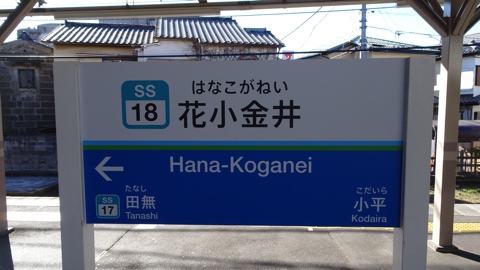 SS
18
はなこがねい
花小金井
Hana-Koganei
SS
17
たなし
田無
Tanashi
こだいら
小平
Kodaira